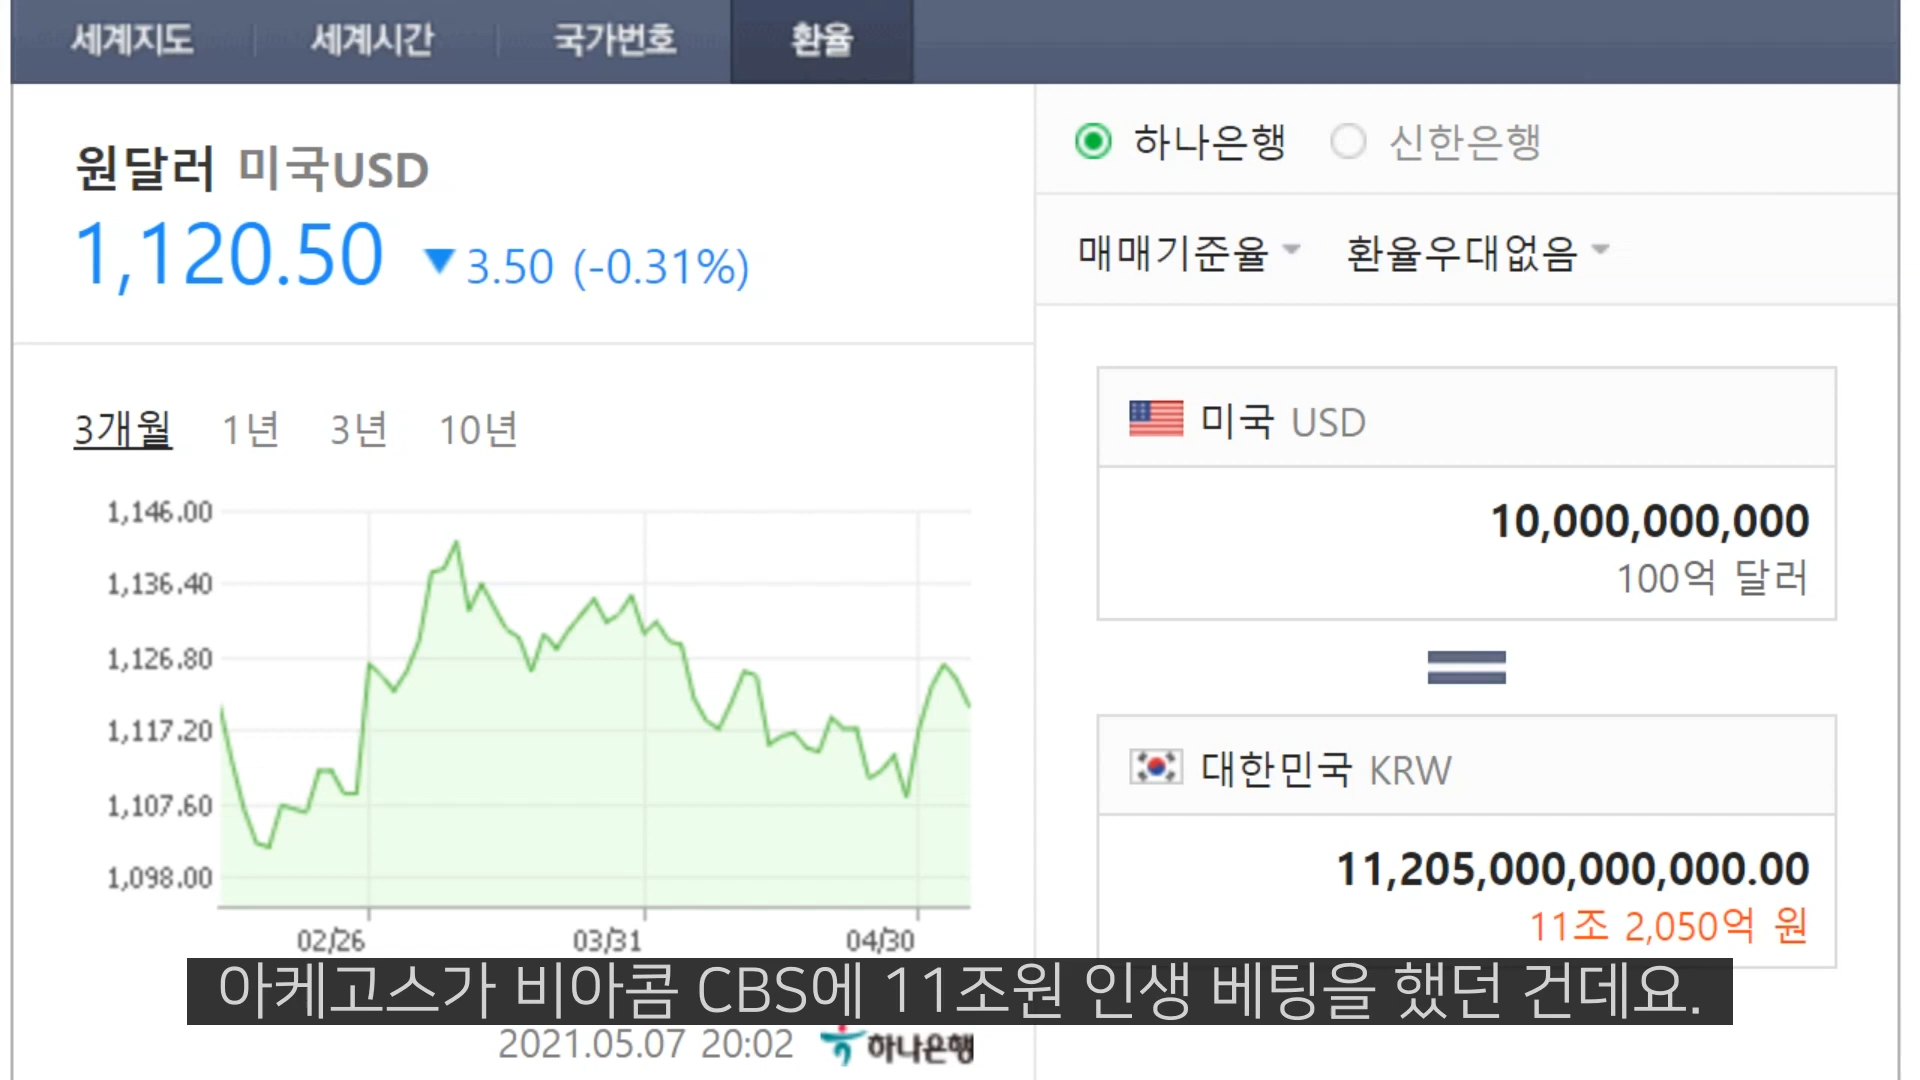 세계지도 세계시간 국가번호 환율
원달러 미국USD
1,120.50 ▼3.50 (-0.31%)
3개월 1년 3년 10년
1,146.00
1,136.40
1,126.80
1,117.20
1,107.60
1,098.00
02/26 03/31 04/30
하나은행 신한은행
매매기준율 환율우대없음
미국 USD
10,000,000,000
100억 달러
대한민국 KRW
11,205,000,000,000.00
11조 2,050억 원
아케고스가 비아콤 CBS에 11조원 인생 베팅을 했던 건데요.
2021.05.07 20:02 하나은행